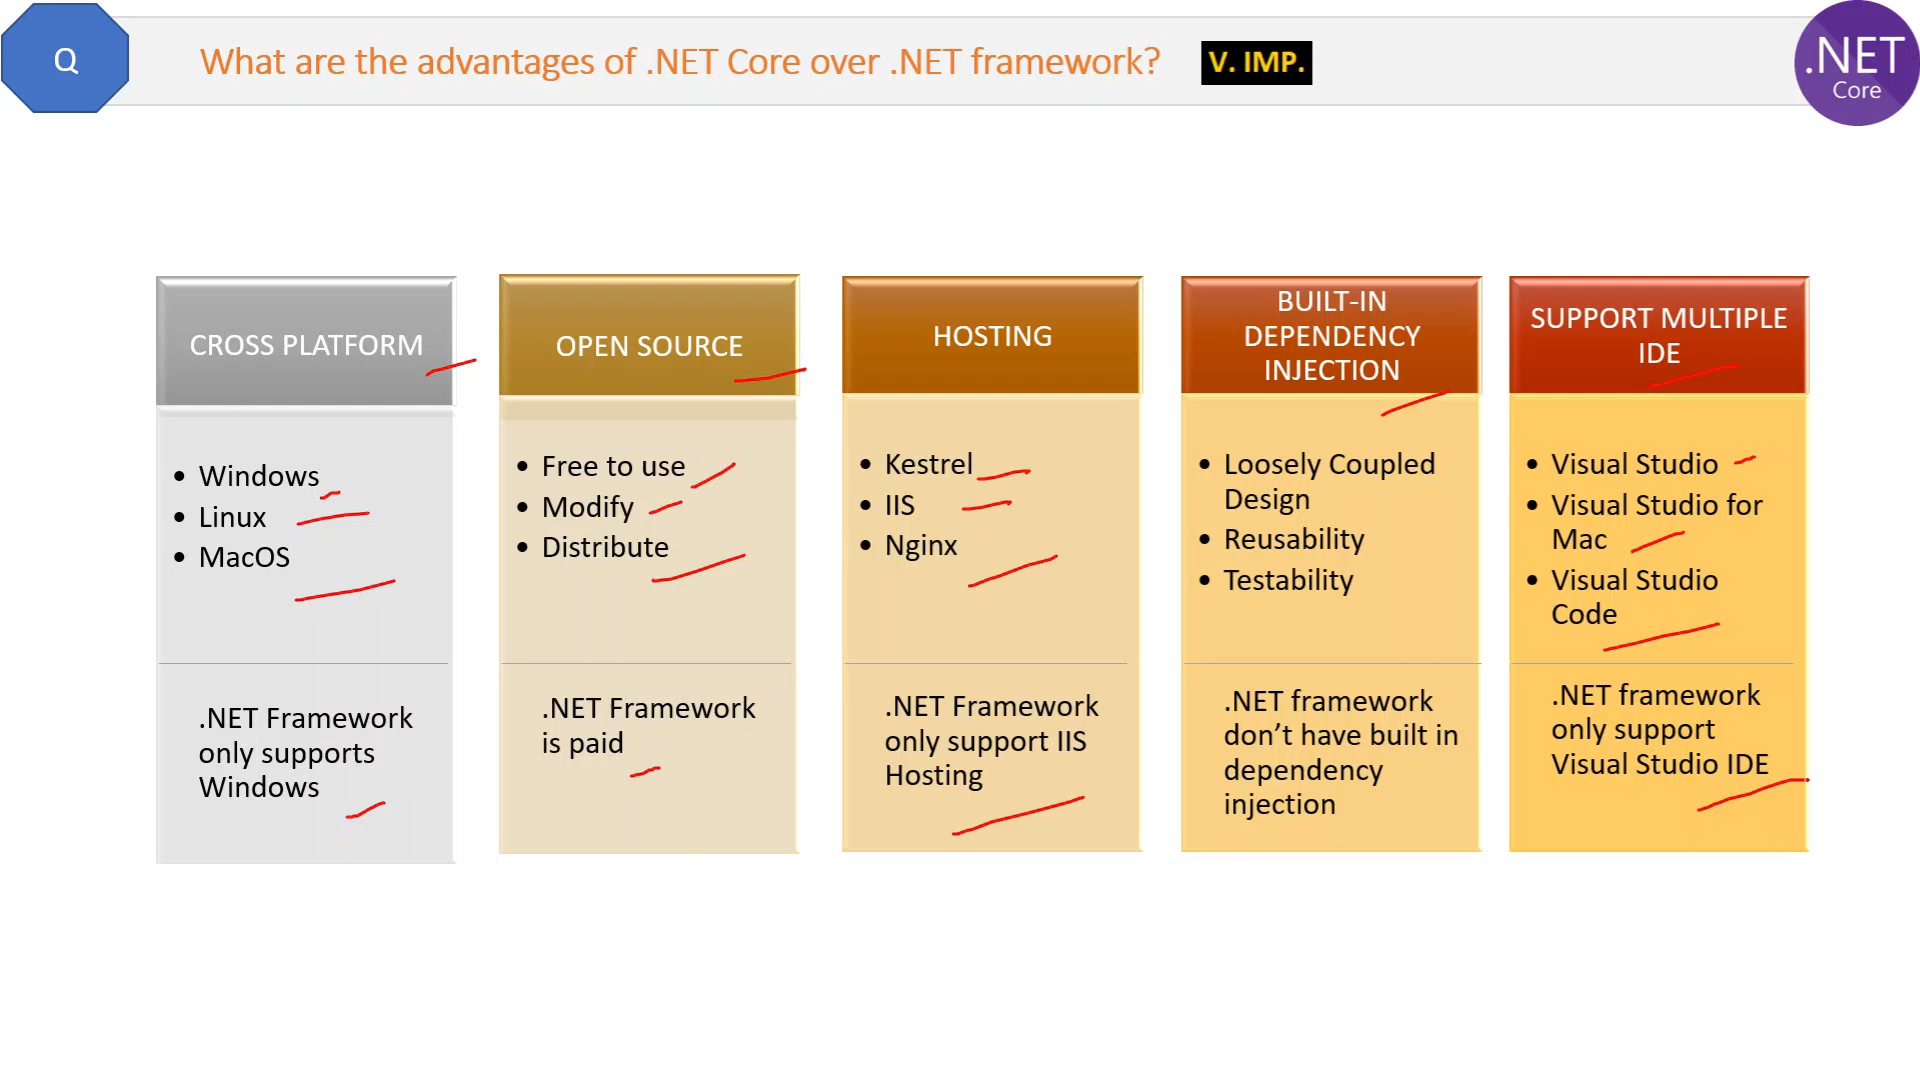 Q
What are the advantages of .NET Core over .NET framework?
V. IMP.
.NET
Core
CROSS PLATFORM
• Windows
• Linux
• MacOS
.NET Framework
only supports
Windows
OPEN SOURCE
• Free to use
• Modify
• Distribute
.NET Framework
is paid
HOSTING
• Kestrel
• IIS
• Nginx
.NET Framework
only support IIS
Hosting
BUILT-IN
DEPENDENCY
INJECTION
• Loosely Coupled
Design
• Reusability
• Testability
.NET framework
don’t have built in
dependency
injection
SUPPORT MULTIPLE
IDE
• Visual Studio
• Visual Studio for
Mac
• Visual Studio
Code
.NET framework
only support
Visual Studio IDE